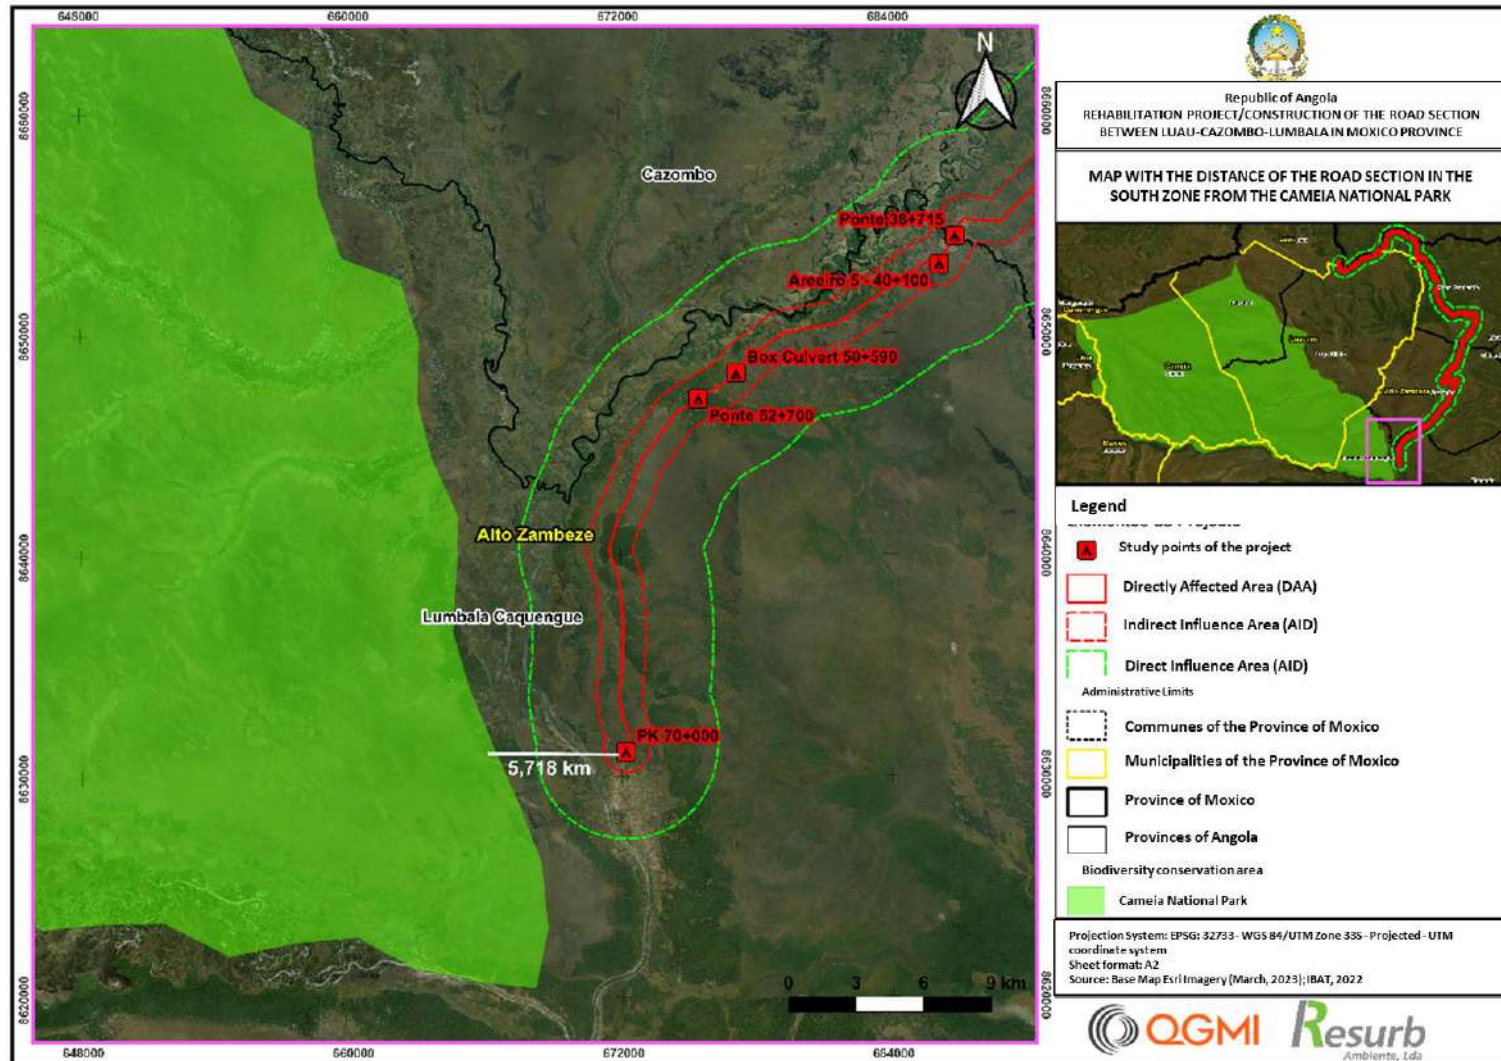 648000
660000
672000
684000
8660000
8650000
8640000
8630000
8620000
N
Cazombo
Ponte 38+715
Areeiro 5 - 40+100
Box Culvert 50+590
Ponte 52+700
Alto Zambeze
Lumbala Caquengue
PK 70+000
5,718 km
0 3 6 9 km
8660000
8650000
8640000
8630000
8620000
648000
660000
672000
684000
Republic of Angola
REHABILITATION PROJECT/CONSTRUCTION OF THE ROAD SECTION
BETWEEN LUAU-CAZOMBO-LUMBALA IN MOXICO PROVINCE
MAP WITH THE DISTANCE OF THE ROAD SECTION IN THE
SOUTH ZONE FROM THE CAMEIA NATIONAL PARK
Alto Zambeze
Legend
Study points of the project
Directly Affected Area (DAA)
Indirect Influence Area (AID)
Direct Influence Area (AID)
Administrative Limits
Communes of the Province of Moxico
Municipalities of the Province of Moxico
Province of Moxico
Provinces of Angola
Biodiversity conservation area
Cameia National Park
Projection System: EPSG: 32733 - WGS 84/UTM Zone 33S - Projected - UTM
coordinate system
Sheet format: A2
Source: Base Map Esri Imagery (March, 2023); IBAT, 2022
QGMI
Resurb
Ambiente, Lda